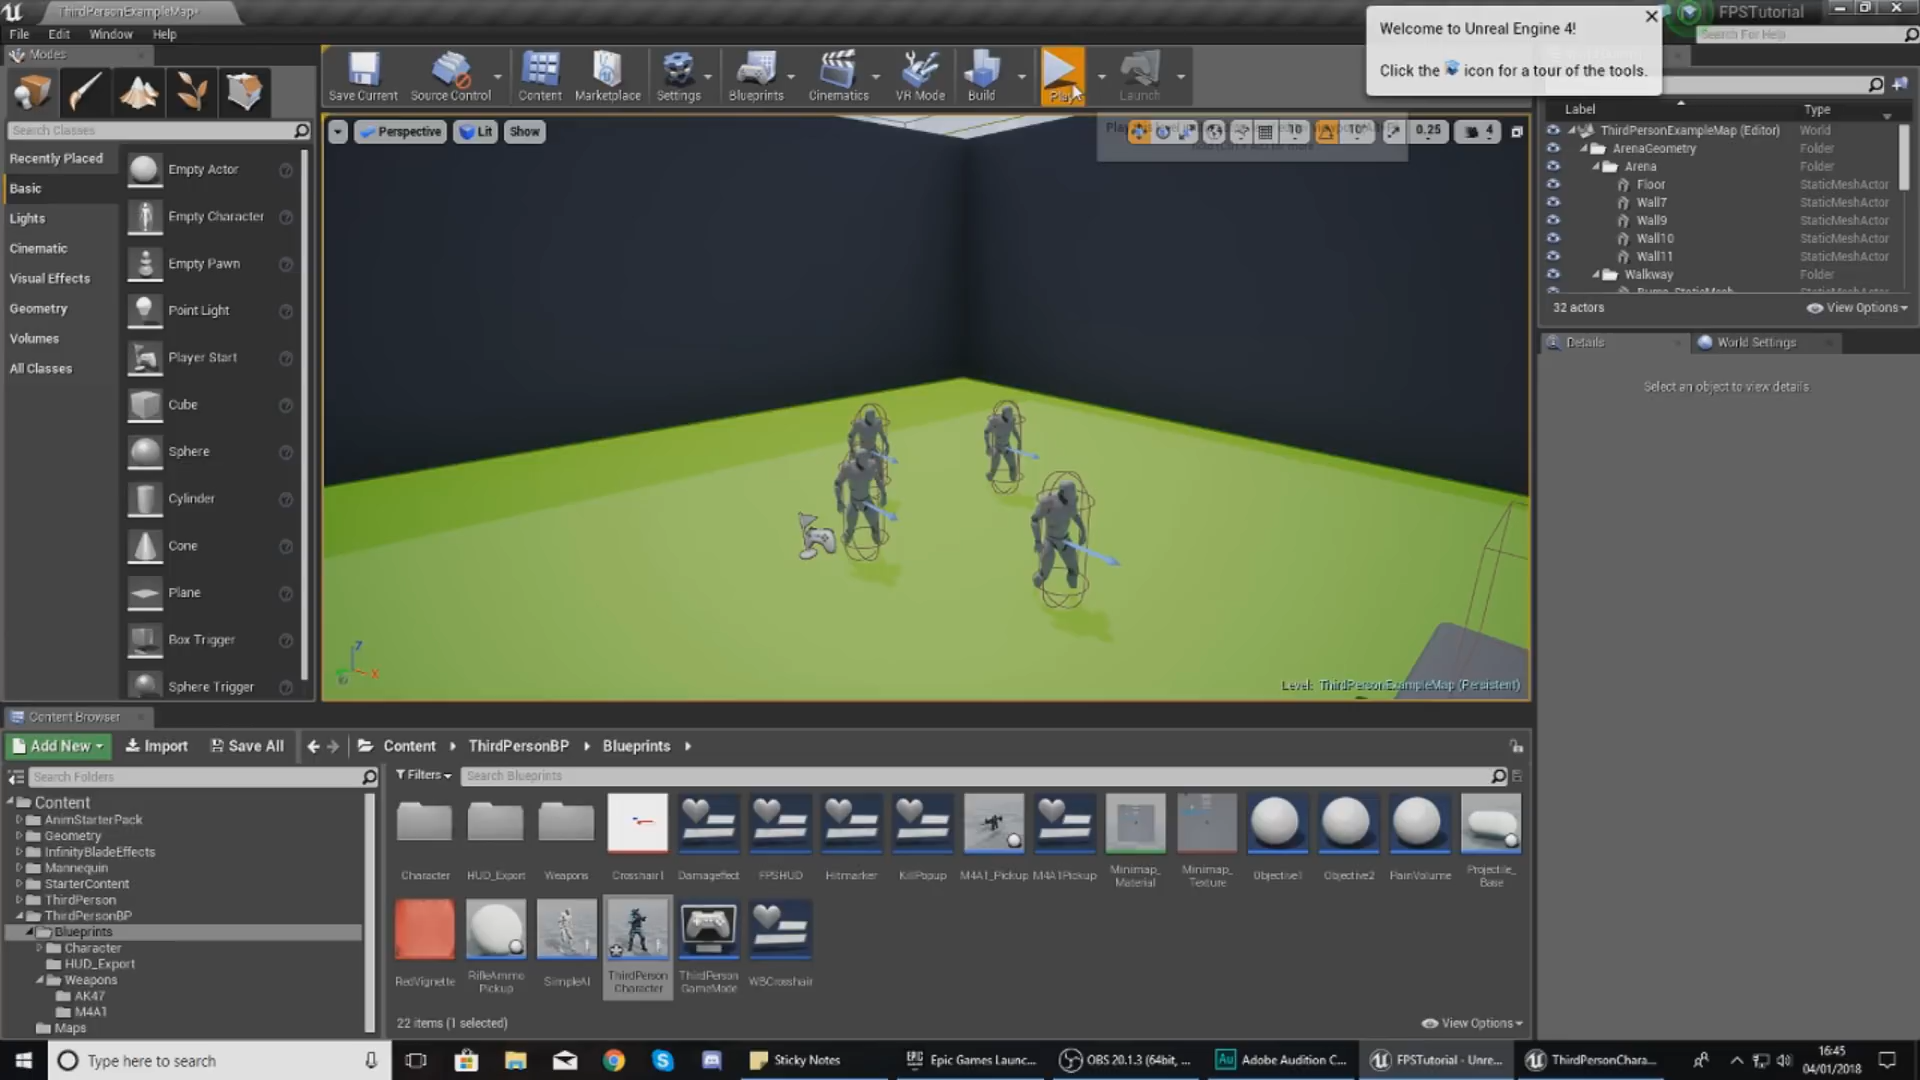 ThirdPersonExampleMap*
FPSTutorial
File Edit Window Help
Search For Help
Welcome to Unreal Engine 4!
Click the icon for a tour of the tools.
Modes
Save Current
Source Control
Content
Marketplace
Settings
Blueprints
Cinematics
VR Mode
Build
Play
Launch
Search Classes
Recently Placed
Basic
Lights
Cinematic
Visual Effects
Geometry
Volumes
All Classes
Empty Actor
Empty Character
Empty Pawn
Point Light
Player Start
Cube
Sphere
Cylinder
Cone
Plane
Box Trigger
Sphere Trigger
Perspective Lit Show
10 10° 0.25 4
Z
X
Level: ThirdPersonExampleMap (Persistent)
Label Type
ThirdPersonExampleMap (Editor) World
ArenaGeometry Folder
Arena Folder
Floor StaticMeshActor
Wall7 StaticMeshActor
Wall9 StaticMeshActor
Wall10 StaticMeshActor
Wall11 StaticMeshActor
Walkway Folder
32 actors
View Options
Details
World Settings
Select an object to view details.
Content Browser
Add New Import Save All Content ThirdPersonBP Blueprints
Search Folders
Filters
Search Blueprints
Content
AnimStarterPack
Geometry
InfinityBladeEffects
Mannequin
StarterContent
ThirdPerson
ThirdPersonBP
Blueprints
Character
HUD_Export
Weapons
AK47
M4A1
Maps
Character
HUD_Export
Weapons
Crosshair1
Damageffect
FPSHUD
Hitmarker
KillPopup
M4A1_Pickup
M4A1Pickup
Minimap_
Material
Minimap_
Texture
Objective1
Objective2
PainVolume
Projectile_
Base
RedVignette
RifleAmmo
Pickup
SimpleAI
ThirdPerson
Character
ThirdPerson
GameMode
WBCrosshair
22 items (1 selected)
View Options
Type here to search
Sticky Notes
Epic Games Launc...
OBS 20.1.3 (64bit, ...
Adobe Audition C...
FPSTutorial - Unre...
ThirdPersonChara...
16:45
04/01/2018